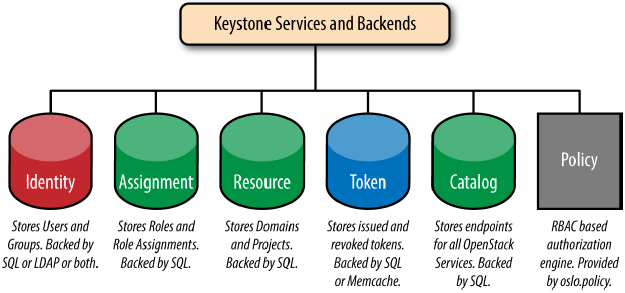 Keystone Services and Backends
Identity
Assignment
Resource
Token
Catalog
Policy
Stores Users and
Groups. Backed by
SQL or LDAP or both.
Stores Roles and
Role Assignments.
Backed by SQL.
Stores Domains
and Projects.
Backed by SQL.
Stores issued and
revoked tokens.
Backed by SQL
or Memcache.
Stores endpoints
for all OpenStack
Services. Backed
by SQL.
RBAC based
authorization
engine. Provided
by oslo.policy.